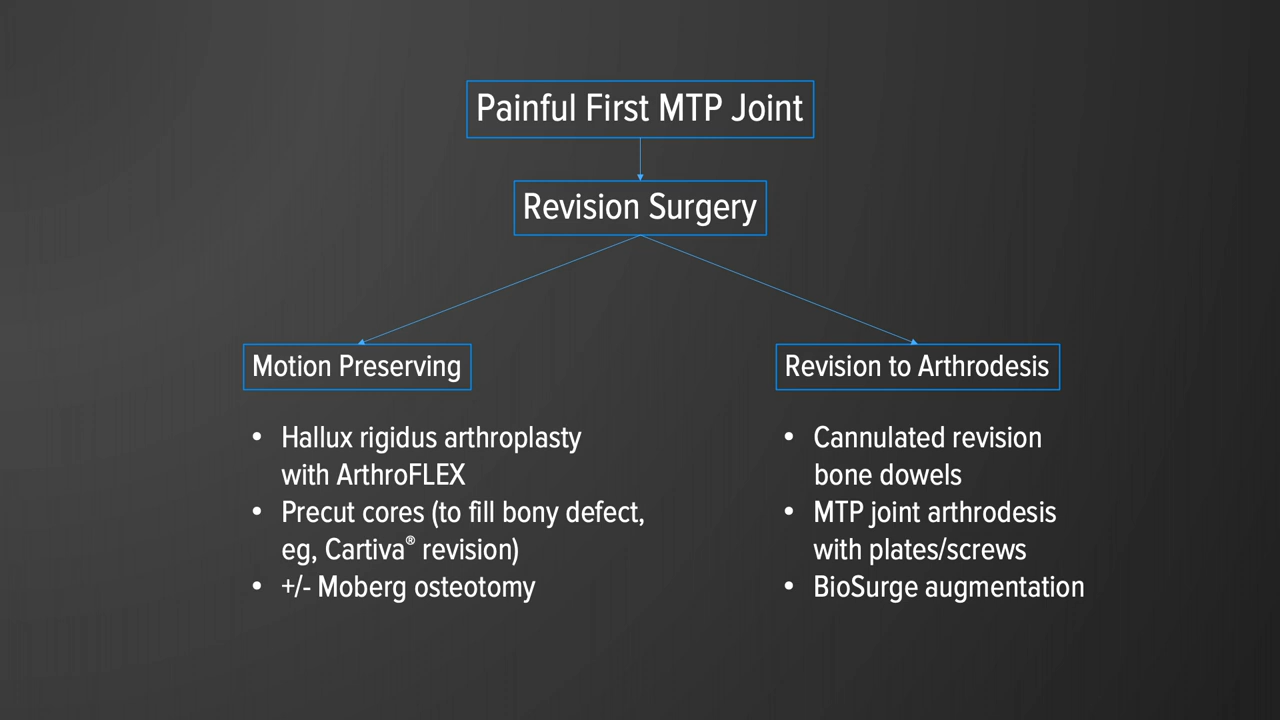 Painful First MTP Joint
Revision Surgery
Motion Preserving
• Hallux rigidus arthroplasty
with ArthroFLEX
• Precut cores (to fill bony defect,
eg, Cartiva® revision)
• +/- Moberg osteotomy
Revision to Arthrodesis
• Cannulated revision
bone dowels
• MTP joint arthrodesis
with plates/screws
• BioSurge augmentation